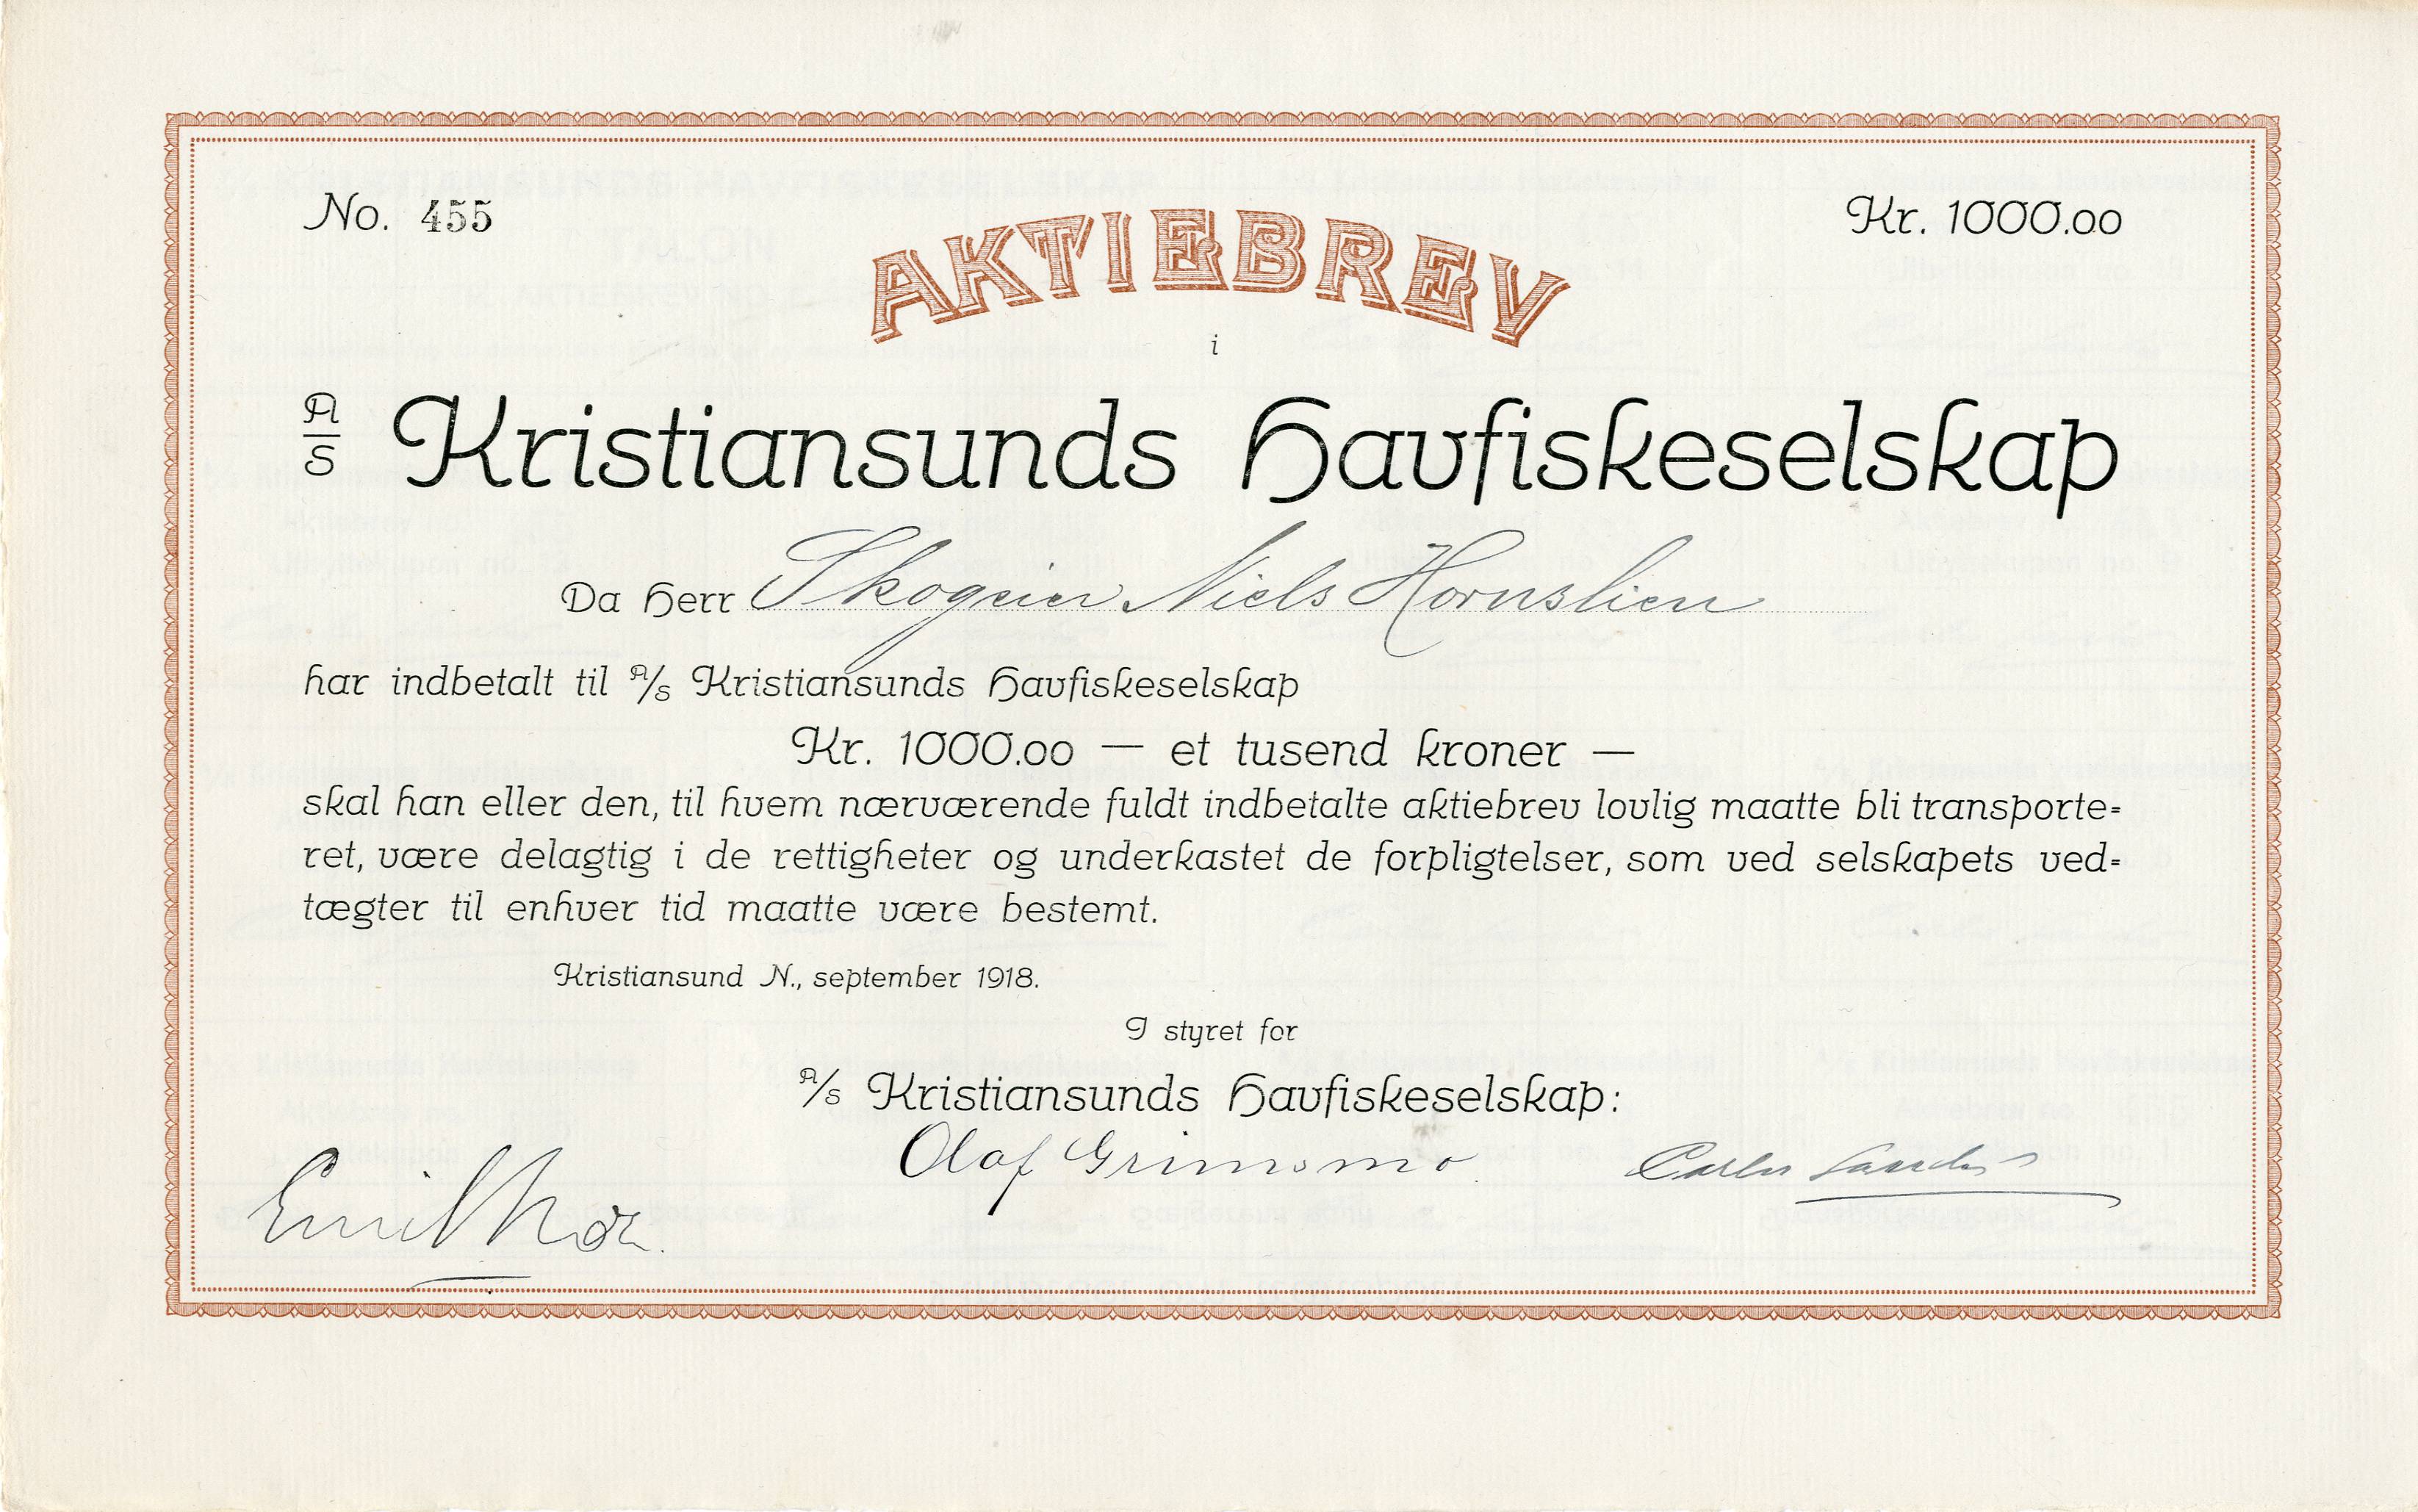 No. 455
Kr. 1000.00
AKTIEBREV
i
A/S Kristiansunds Havfiskeselskap
Da Herr Skogeier Niels Hornslien
har indbetalt til A/S Kristiansunds Havfiskeselskap
Kr. 1000.00 — et tusend kroner —
skal han eller den, til hvem nærværende fuldt indbetalte aktiebrev lovlig maatte bli transporte=
ret, være delagtig i de rettigheter og underkastet de forpligtelser, som ved selskapets ved=
tægter til enhver tid maatte være bestemt.
Kristiansund N., september 1918.
I styret for
A/S Kristiansunds Havfiskeselskap:
Olaf Grimsmo
Emil